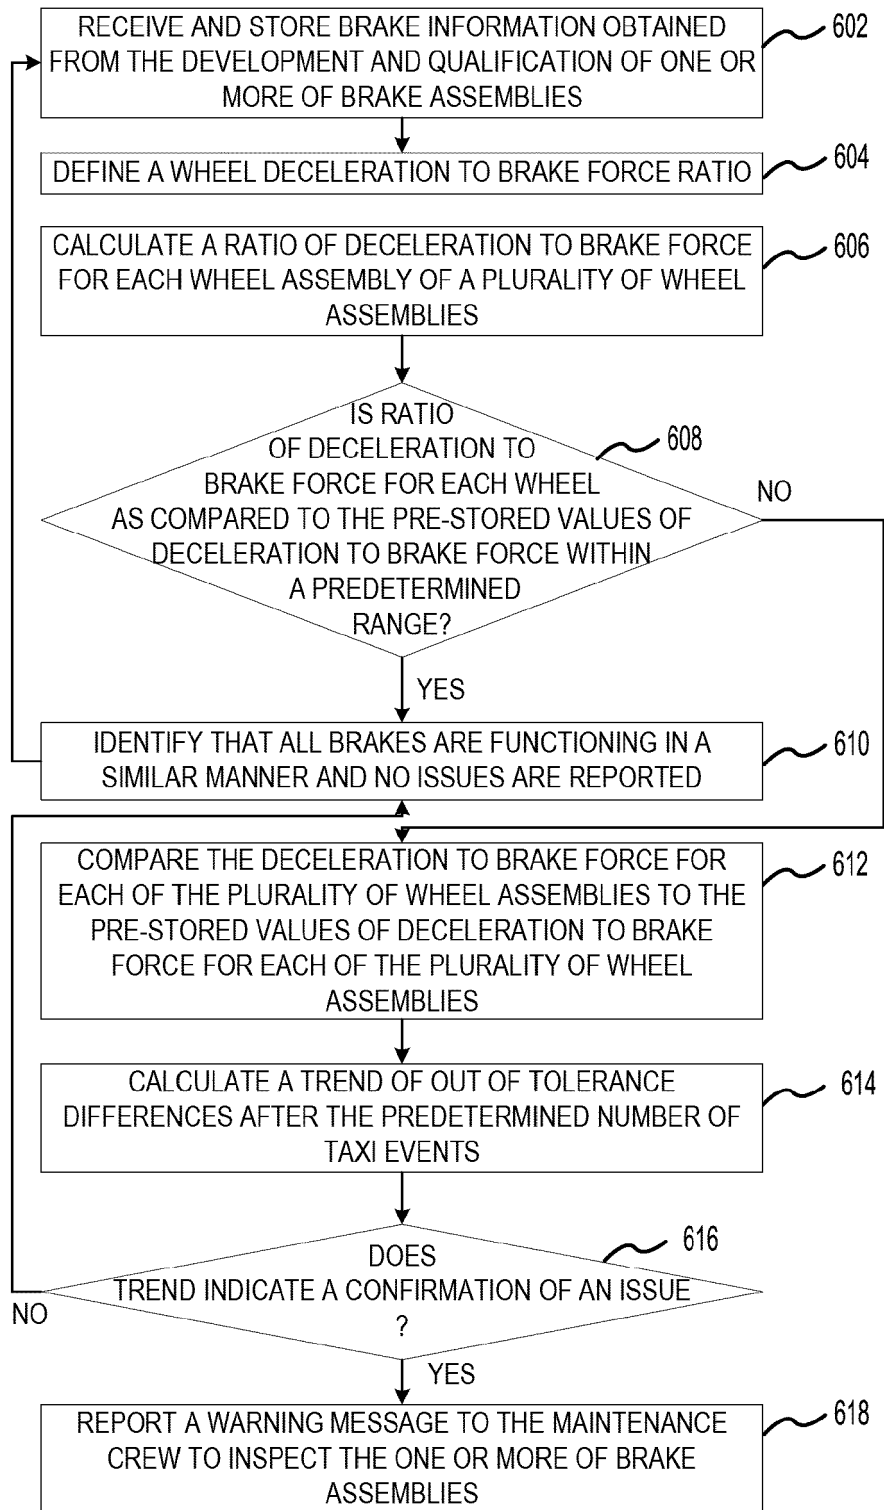 RECEIVE AND STORE BRAKE INFORMATION OBTAINED
FROM THE DEVELOPMENT AND QUALIFICATION OF ONE OR
MORE OF BRAKE ASSEMBLIES
602
DEFINE A WHEEL DECELERATION TO BRAKE FORCE RATIO
604
CALCULATE A RATIO OF DECELERATION TO BRAKE FORCE
FOR EACH WHEEL ASSEMBLY OF A PLURALITY OF WHEEL
ASSEMBLIES
606
IS RATIO
OF DECELERATION TO
BRAKE FORCE FOR EACH WHEEL
AS COMPARED TO THE PRE-STORED VALUES OF
DECELERATION TO BRAKE FORCE WITHIN
A PREDETERMINED
RANGE?
608
NO
YES
IDENTIFY THAT ALL BRAKES ARE FUNCTIONING IN A
SIMILAR MANNER AND NO ISSUES ARE REPORTED
610
COMPARE THE DECELERATION TO BRAKE FORCE FOR
EACH OF THE PLURALITY OF WHEEL ASSEMBLIES TO THE
PRE-STORED VALUES OF DECELERATION TO BRAKE
FORCE FOR EACH OF THE PLURALITY OF WHEEL
ASSEMBLIES
612
CALCULATE A TREND OF OUT OF TOLERANCE
DIFFERENCES AFTER THE PREDETERMINED NUMBER OF
TAXI EVENTS
614
DOES
TREND INDICATE A CONFIRMATION OF AN ISSUE
?
616
NO
YES
REPORT A WARNING MESSAGE TO THE MAINTENANCE
CREW TO INSPECT THE ONE OR MORE OF BRAKE
ASSEMBLIES
618